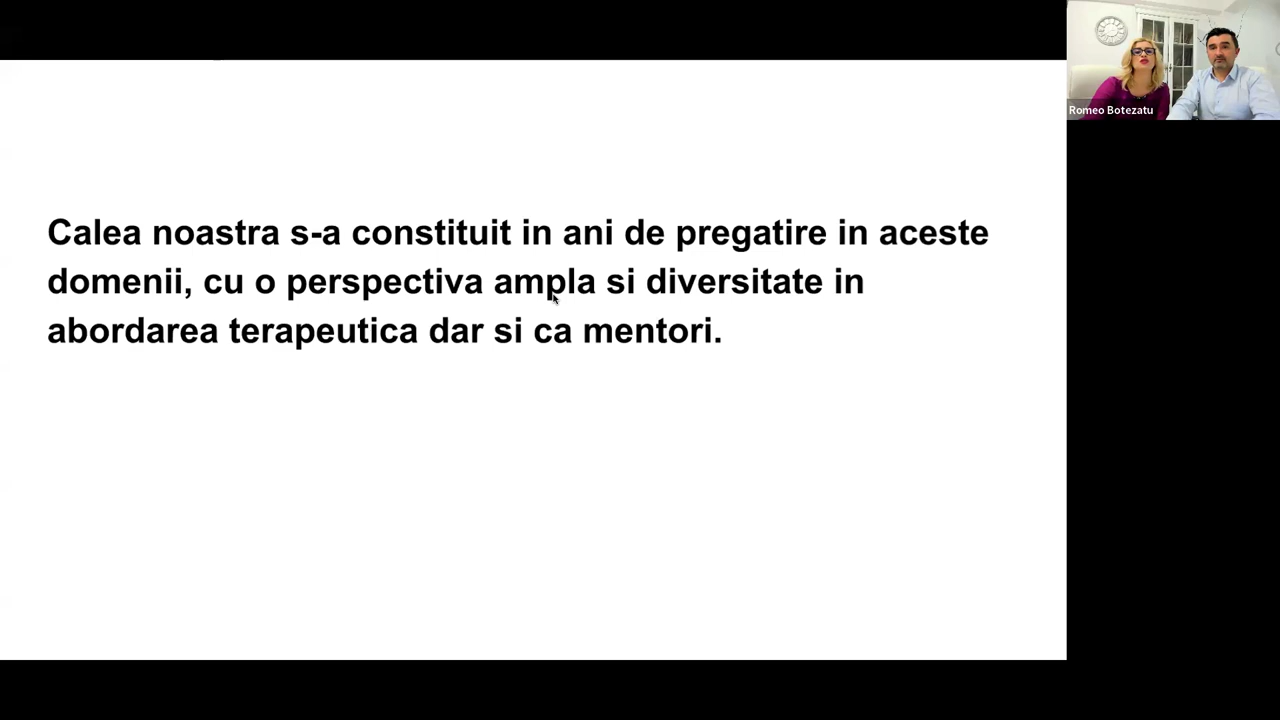 Romeo Botezatu
Calea noastra s-a constituit in ani de pregatire in aceste
domenii, cu o perspectiva ampla si diversitate in
abordarea terapeutica dar si ca mentori.